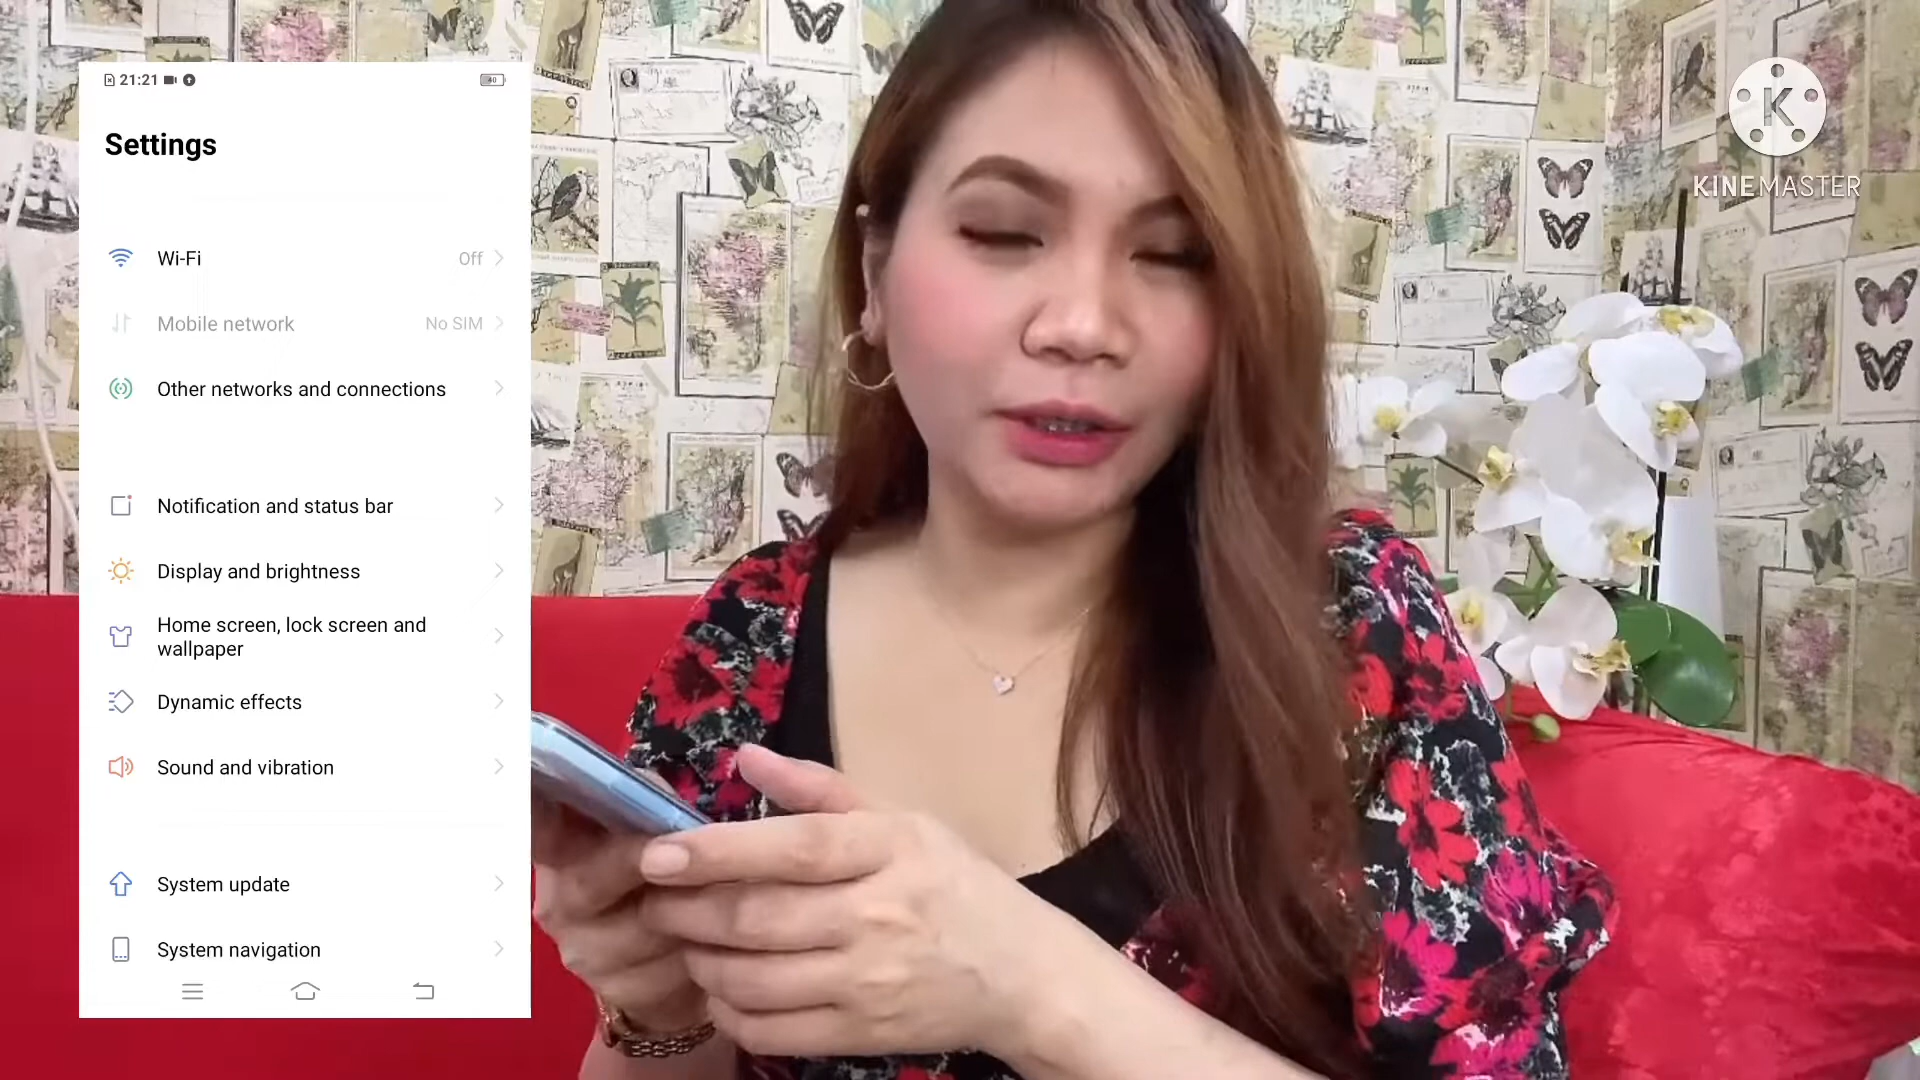 21:21
40
Settings
Wi-Fi Off
Mobile network No SIM
Other networks and connections
Notification and status bar
Display and brightness
Home screen, lock screen and
wallpaper
Dynamic effects
Sound and vibration
System update
System navigation
K
KINEMASTER